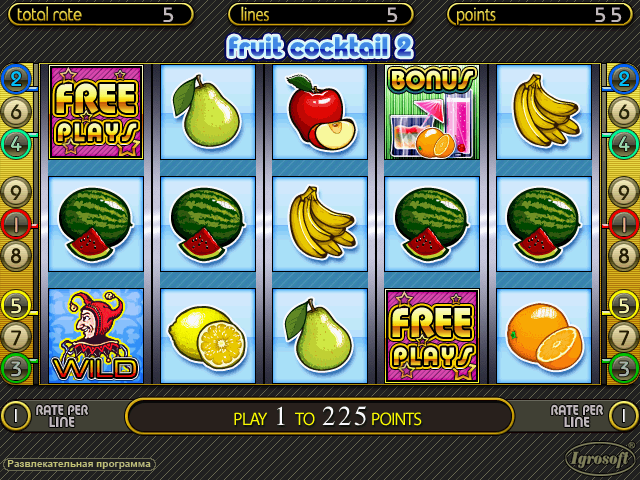 total rate 5 lines 5 points 55
fruit cocktail 2
FREE PLAYS
BONUS
WILD
FREE PLAYS
2 2
6 6
4 4
9 9
1 1
8 8
5 5
7 7
3 3
1 RATE PER LINE
PLAY 1 TO 225 POINTS
RATE PER LINE 1
Развлекательная программа
Igrosoft®